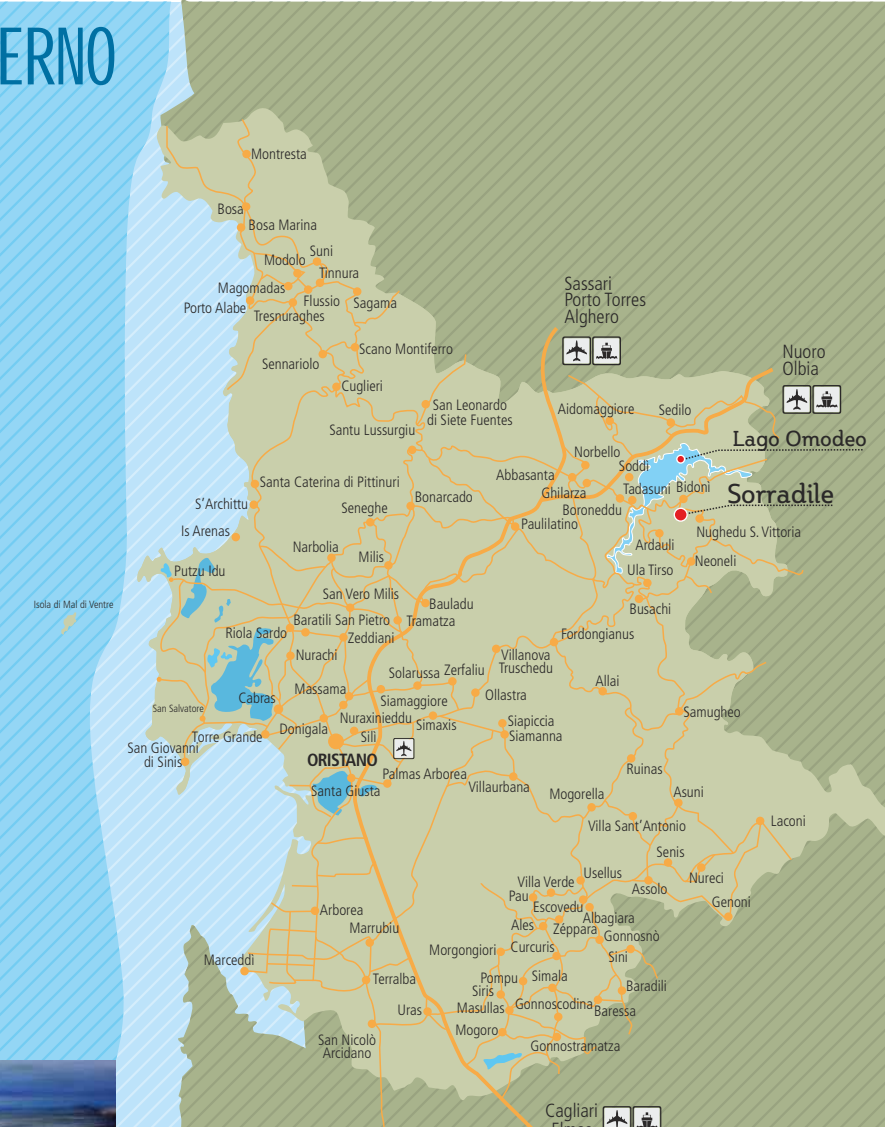 ERNO
Montresta
Bosa
Bosa Marina
Suni
Modolo
Tinnura
Magomadas
Flussio
Sagama
Porto Alabe
Tresnuraghes
Sassari
Porto Torres
Alghero
Nuoro
Olbia
Scano Montiferro
Sennariolo
Cuglieri
San Leonardo
di Siete Fuentes
Aidomaggiore
Sedilo
Santu Lussurgiu
Lago Omodeo
Norbello
Soddi
Abbasanta
Santa Caterina di Pittinuri
Ghilarza
Tadasuni
Bidoni
Sorradile
S'Archittu
Bonarcado
Seneghe
Boroneddu
Paulilatino
Is Arenas
Nughedu S. Vittoria
Narbolia
Milis
Ardauli
Neoneli
Putzu Idu
Ula Tirso
San Vero Milis
Bauladu
Isola di Mal di Ventre
Busachi
Baratili San Pietro
Tramatza
Riola Sardo
Zeddiani
Fordongianus
Nurachi
Villanova
Truschedu
Solarussa
Zerfaliu
Massama
Allai
Cabras
Siamaggiore
Ollastra
San Salvatore
Nuraxinieddu
Samugheo
Donigala
Simaxis
Siapiccia
Torre Grande
Silì
Siamanna
San Giovanni
di Sinis
ORISTANO
Palmas Arborea
Ruinas
Santa Giusta
Villaurbana
Mogorella
Asuni
Villa Sant'Antonio
Laconi
Senis
Usellus
Nureci
Villa Verde
Assolo
Pau
Genoni
Escovedu
Arborea
Albagiara
Ales
Zéppara
Marrubiu
Gonnosnò
Morgongiori
Curcuris
Sini
Marceddì
Terralba
Pompu
Simala
Siris
Baradili
Uras
Masullas
Gonnoscodina
Baressa
Mogoro
San Nicolò
Arcidano
Gonnostramatza
Cagliari
Elmas